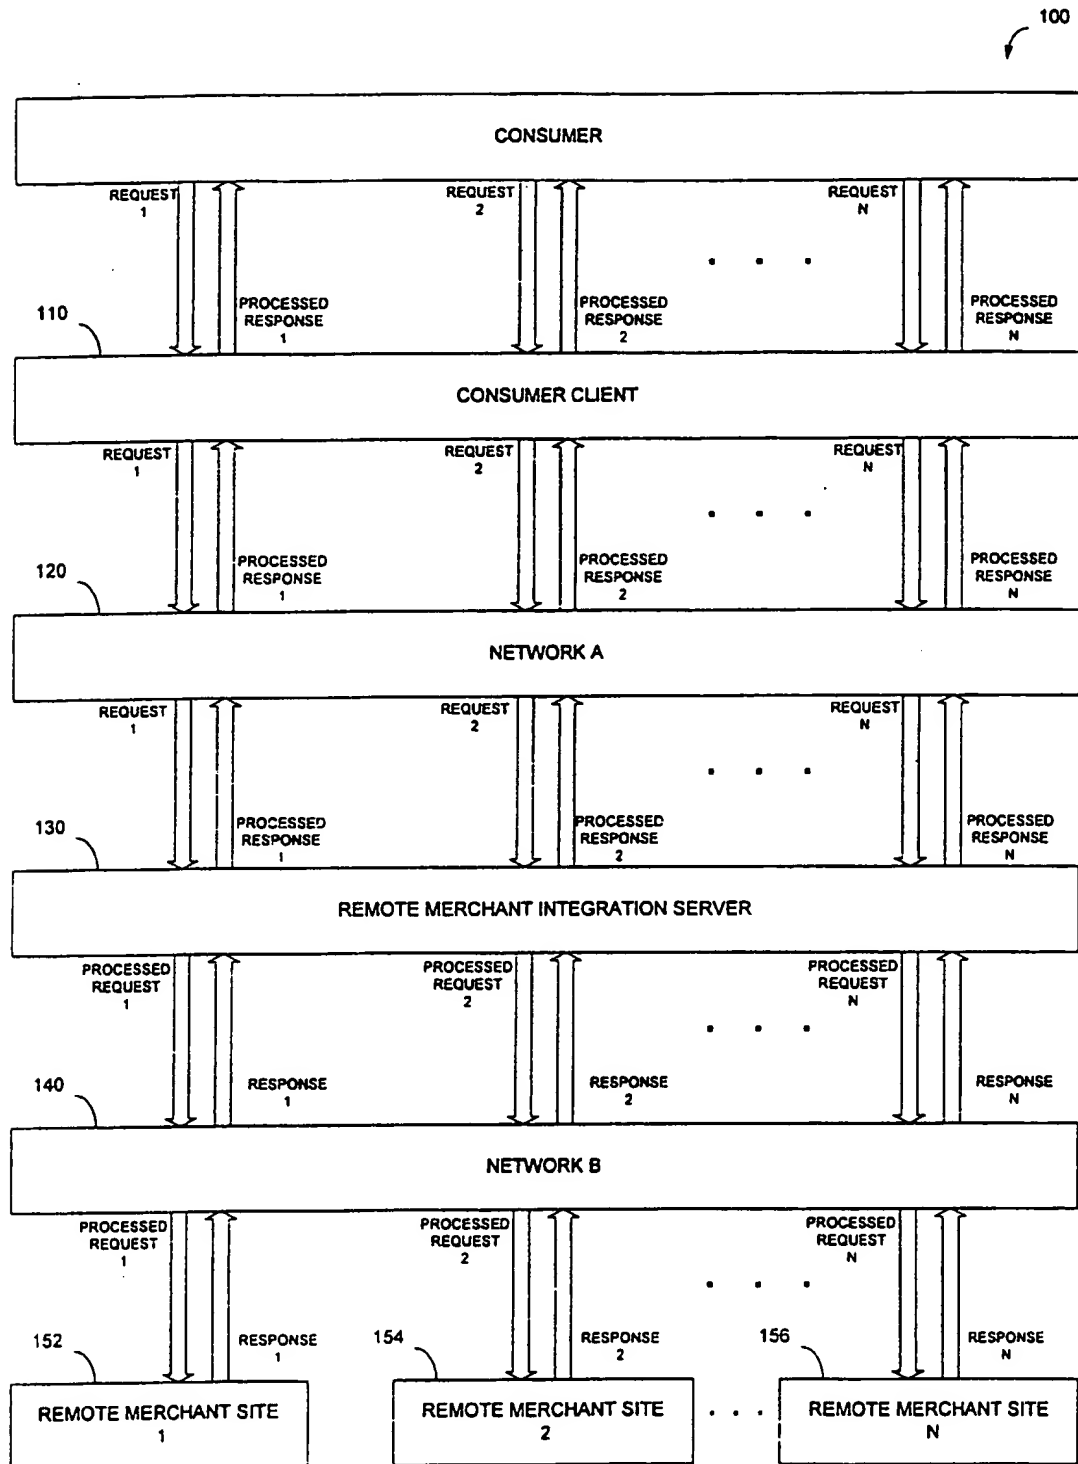 100
CONSUMER
REQUEST
1
REQUEST
2
REQUEST
N
. . .
PROCESSED
RESPONSE
1
PROCESSED
RESPONSE
2
PROCESSED
RESPONSE
N
110
CONSUMER CLIENT
REQUEST
1
REQUEST
2
REQUEST
N
. . .
PROCESSED
RESPONSE
1
PROCESSED
RESPONSE
2
PROCESSED
RESPONSE
N
120
NETWORK A
REQUEST
1
REQUEST
2
REQUEST
N
. . .
PROCESSED
RESPONSE
1
PROCESSED
RESPONSE
2
PROCESSED
RESPONSE
N
130
REMOTE MERCHANT INTEGRATION SERVER
PROCESSED
REQUEST
1
PROCESSED
REQUEST
2
PROCESSED
REQUEST
N
. . .
RESPONSE
1
RESPONSE
2
RESPONSE
N
140
NETWORK B
PROCESSED
REQUEST
1
PROCESSED
REQUEST
2
PROCESSED
REQUEST
N
. . .
RESPONSE
1
RESPONSE
2
RESPONSE
N
152
154
156
REMOTE MERCHANT SITE
1
REMOTE MERCHANT SITE
2
. . .
REMOTE MERCHANT SITE
N